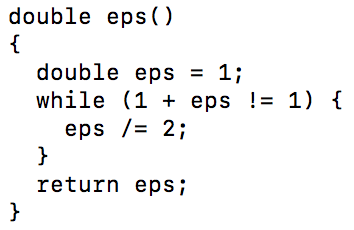 double eps()
{
  double eps = 1;
  while (1 + eps != 1) {
    eps /= 2;
  }
  return eps;
}